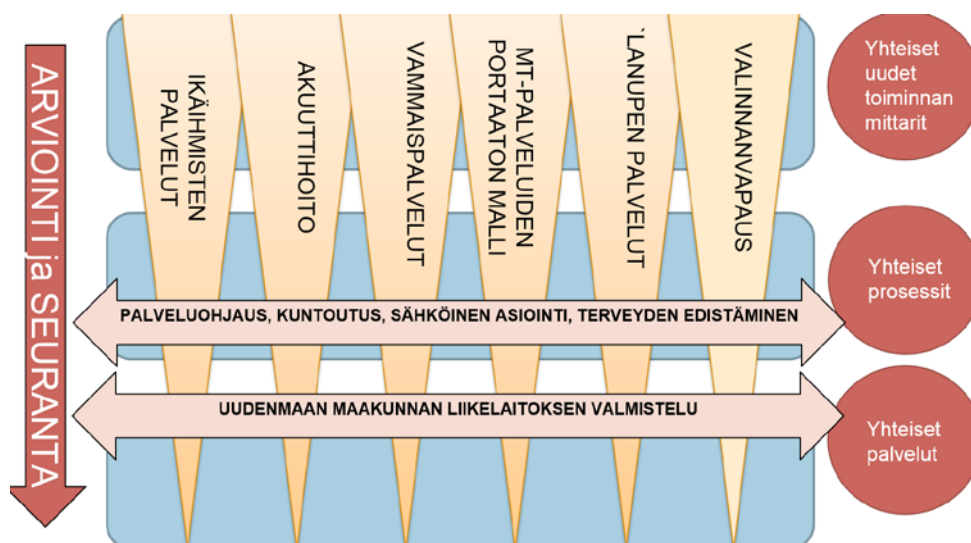 ARVIOINTI ja SEURANTA
IKÄIHMISTEN
PALVELUT
AKUUTTIHOITO
VAMMAISPALVELUT
MT-PALVELUIDEN
PORTAATON MALLI
`LANUPEN PALVELUT
VALINNANVAPAUS
Yhteiset
uudet
toiminnan
mittarit
Yhteiset
prosessit
PALVELUOHJAUS, KUNTOUTUS, SÄHKÖINEN ASIOINTI, TERVEYDEN EDISTÄMINEN
UUDENMAAN MAAKUNNAN LIIKELAITOKSEN VALMISTELU
Yhteiset
palvelut